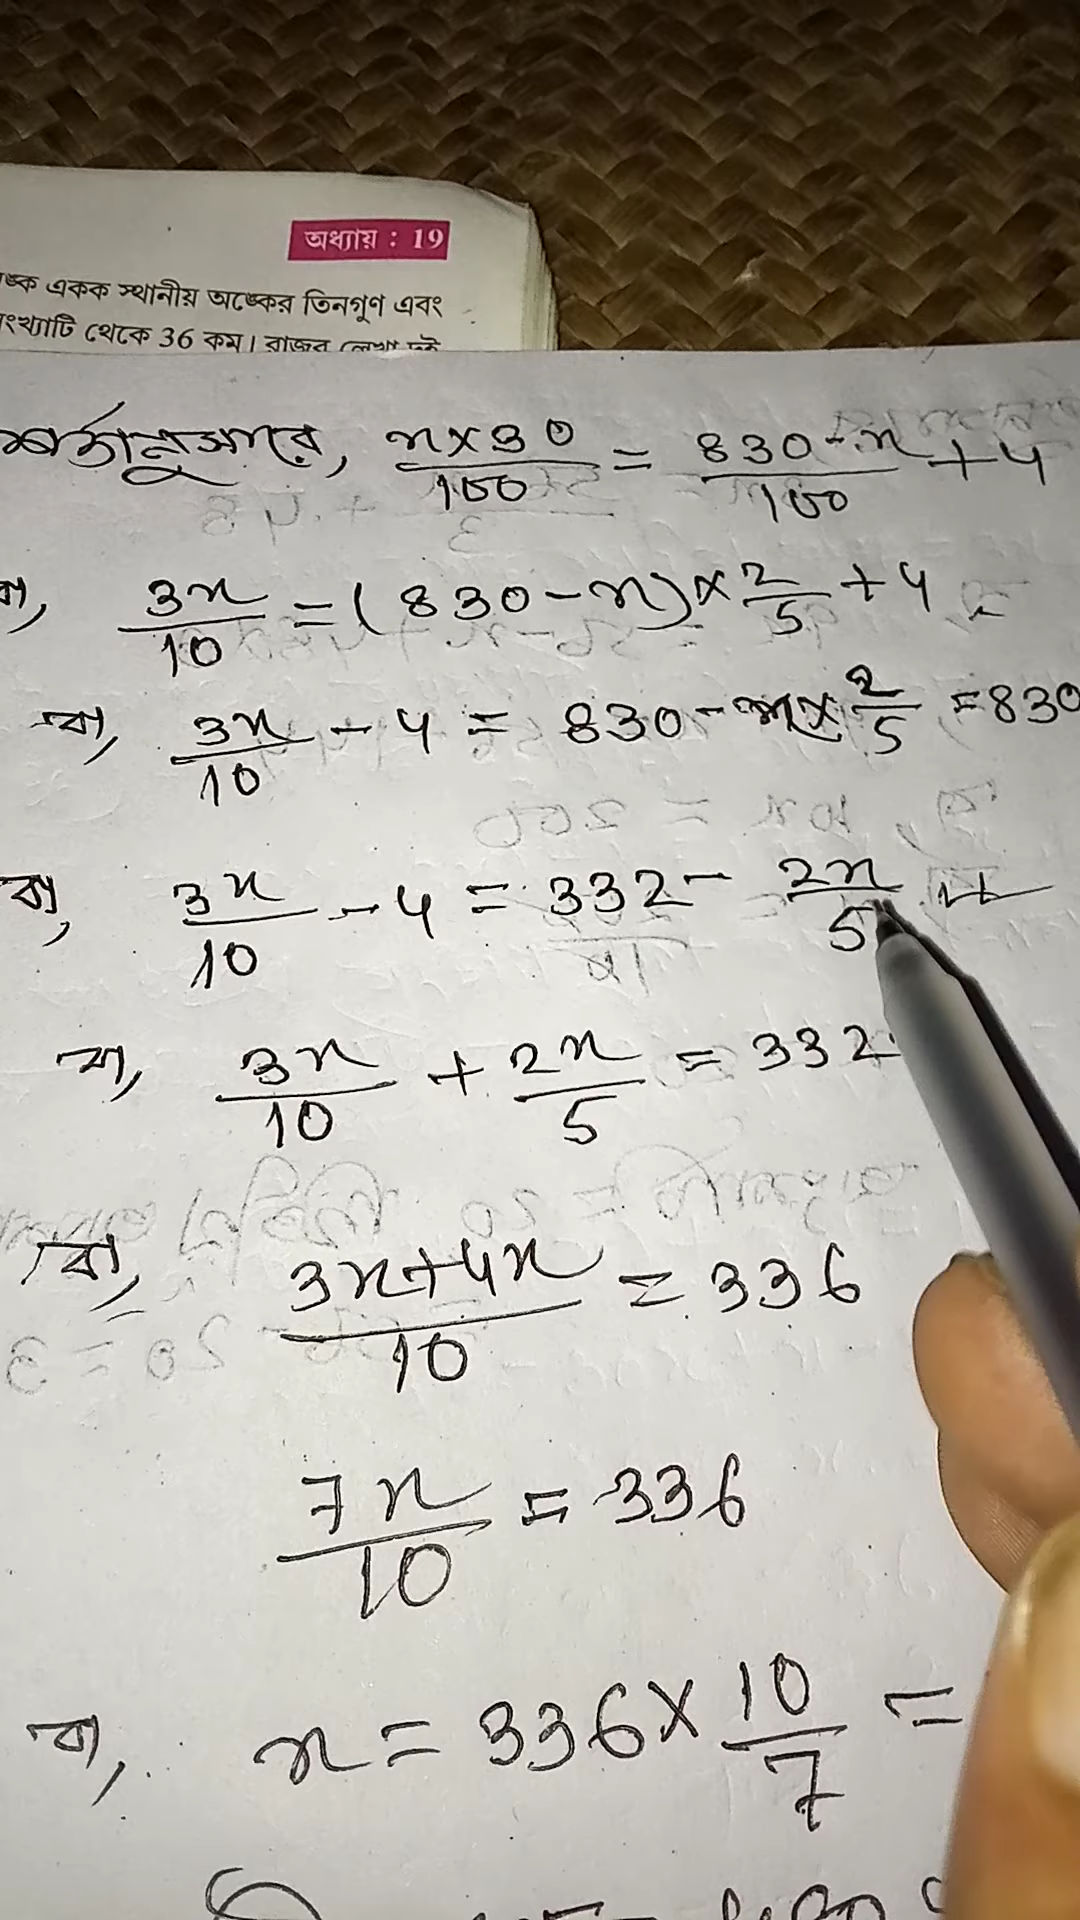 অধ্যায় : 19
একক স্থানীয় অঙ্কের তিনগুণ এবং
সংখ্যাটি থেকে 36 কম। রাজুর লেখা দুই
শর্তানুসারে, x×30/100 = 830-x/100 + 4
বা, 3x/10 = (830-x)×2/5 + 4
বা, 3x/10 - 4 = 830 - x×2/5 = 830
বা, 3x/10 - 4 = 332 - 2x/5
বা, 3x/10 + 2x/5 = 332
বা, 3x+4x/10 = 336
7x/10 = 336
বা, x = 336×10/7 =